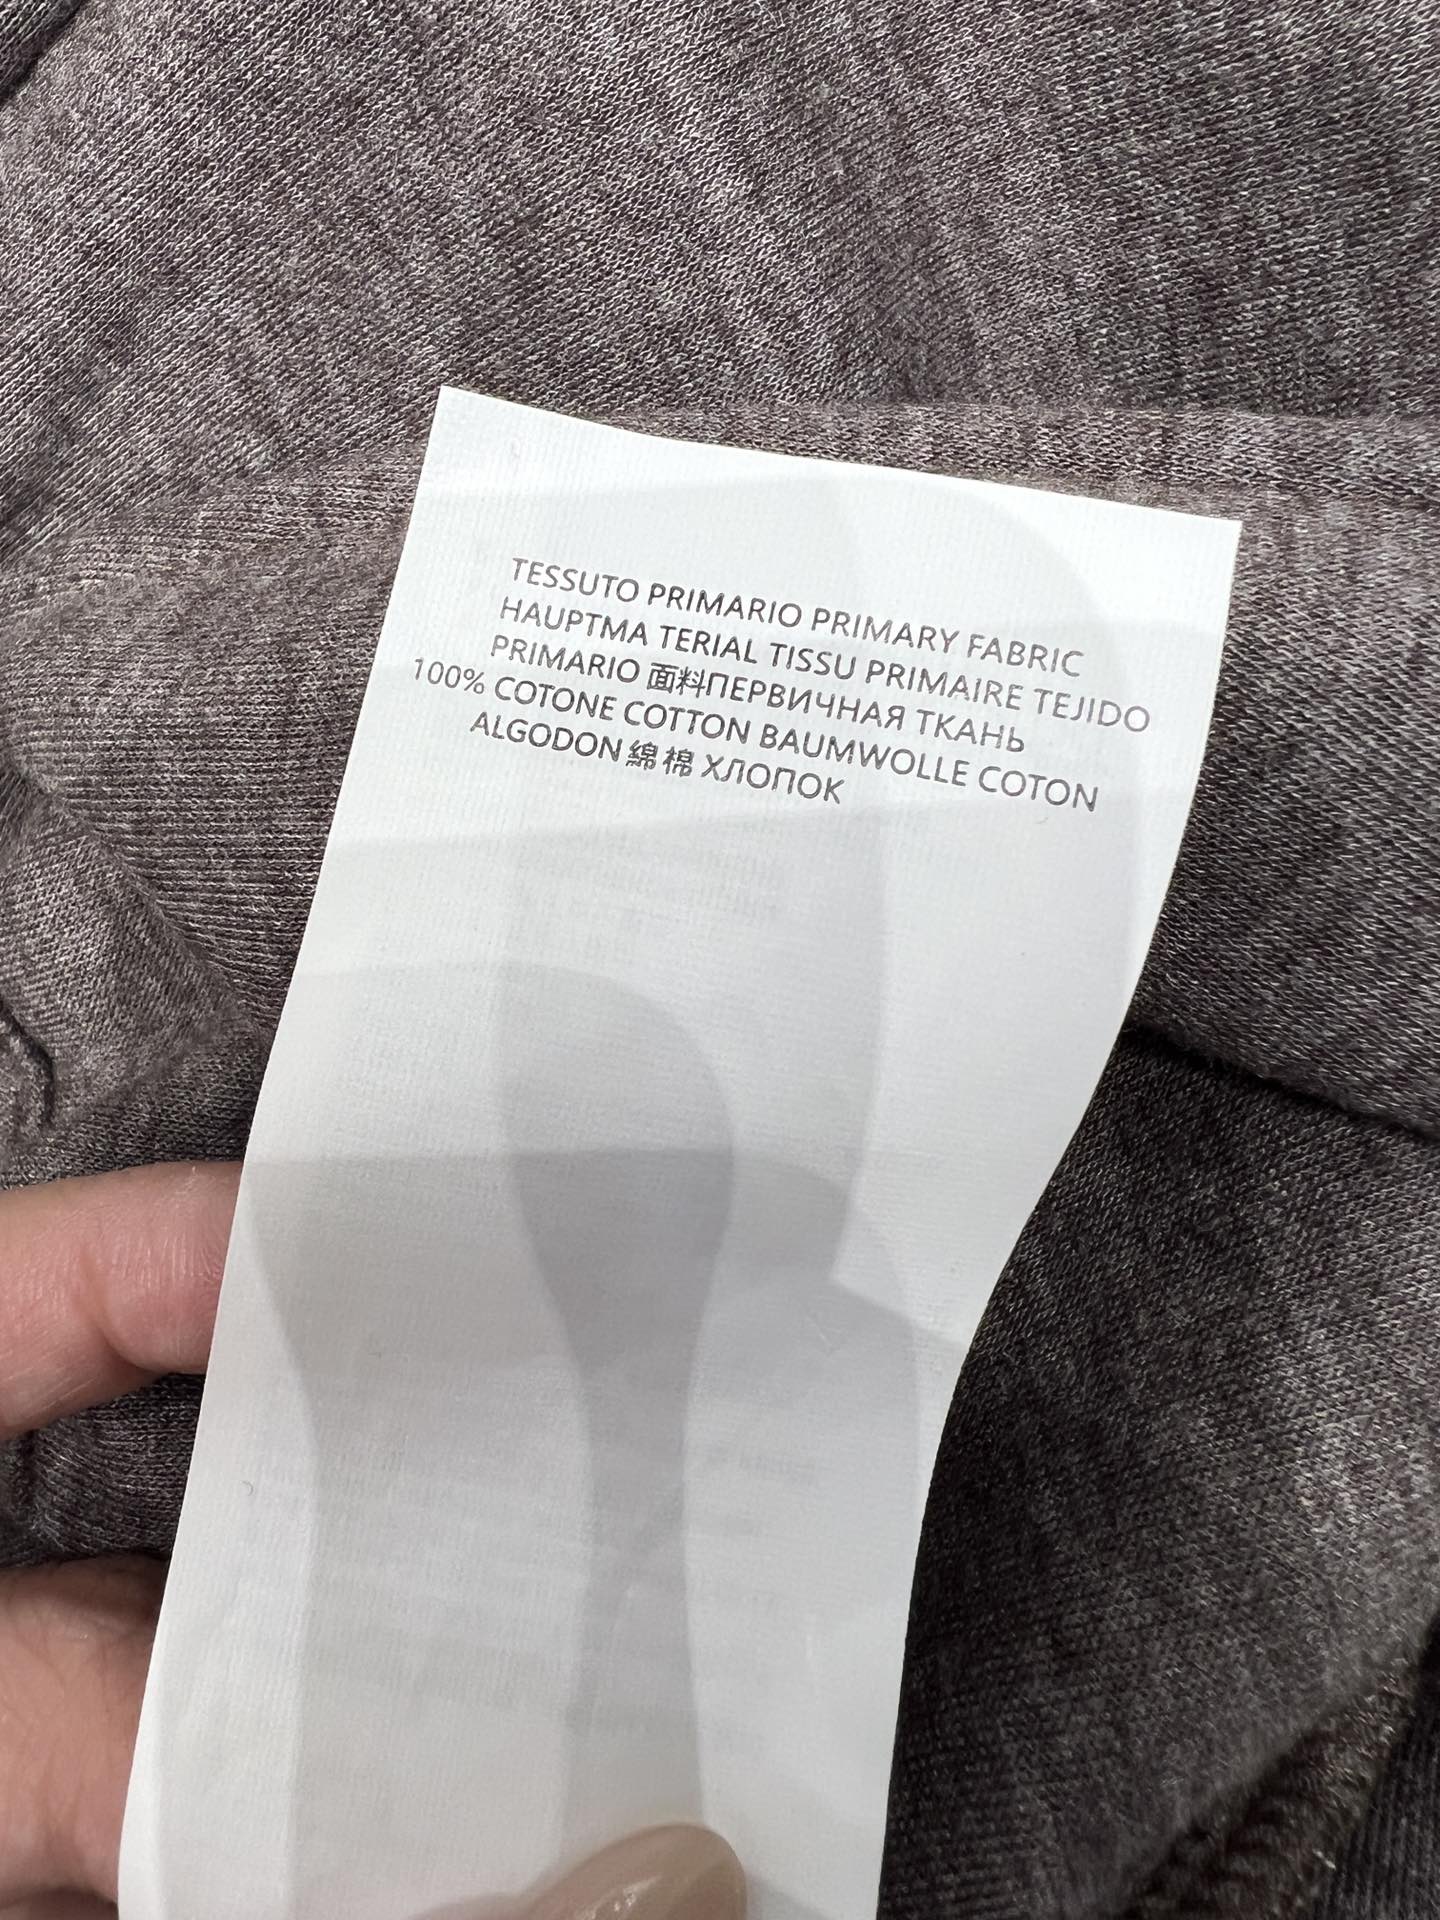 TESSUTO PRIMARIO PRIMARY FABRIC
HAUPTMA TERIAL TISSU PRIMAIRE TEJIDO
PRIMARIO 面料ПЕРВИЧНАЯ ТКАНЬ
100% COTONE COTTON BAUMWOLLE COTON
ALGODON 綿 棉 ХЛОПОК